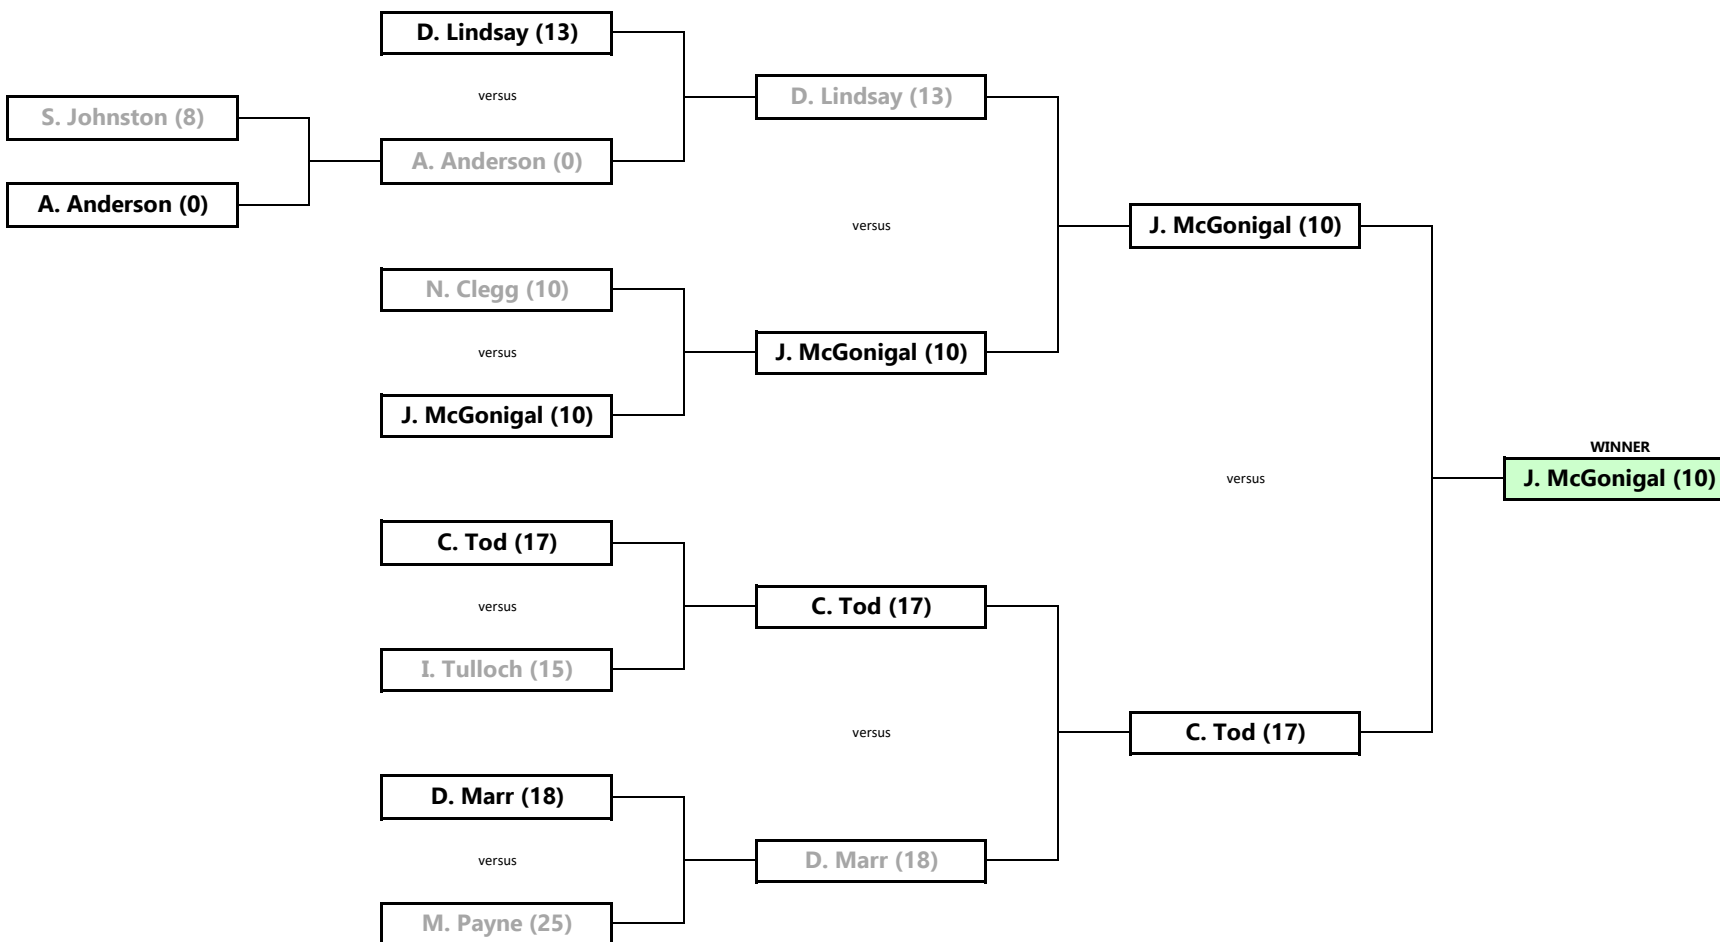 S. Johnston (8)
A. Anderson (0)
D. Lindsay (13)
versus
A. Anderson (0)
N. Clegg (10)
versus
J. McGonigal (10)
C. Tod (17)
versus
I. Tulloch (15)
D. Marr (18)
versus
M. Payne (25)
D. Lindsay (13)
versus
J. McGonigal (10)
C. Tod (17)
versus
D. Marr (18)
J. McGonigal (10)
versus
C. Tod (17)
WINNER
J. McGonigal (10)